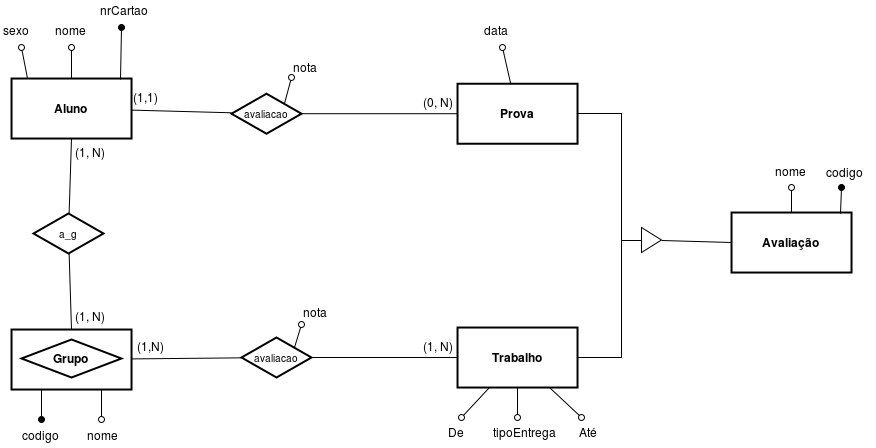 nrCartao
sexo
nome
data
nota
Aluno
(1,1)
avaliacao
(0, N)
Prova
(1, N)
nome
codigo
a_g
Avaliação
(1, N)
nota
Grupo
(1,N)
avaliacao
(1, N)
Trabalho
codigo
nome
De
tipoEntrega
Até